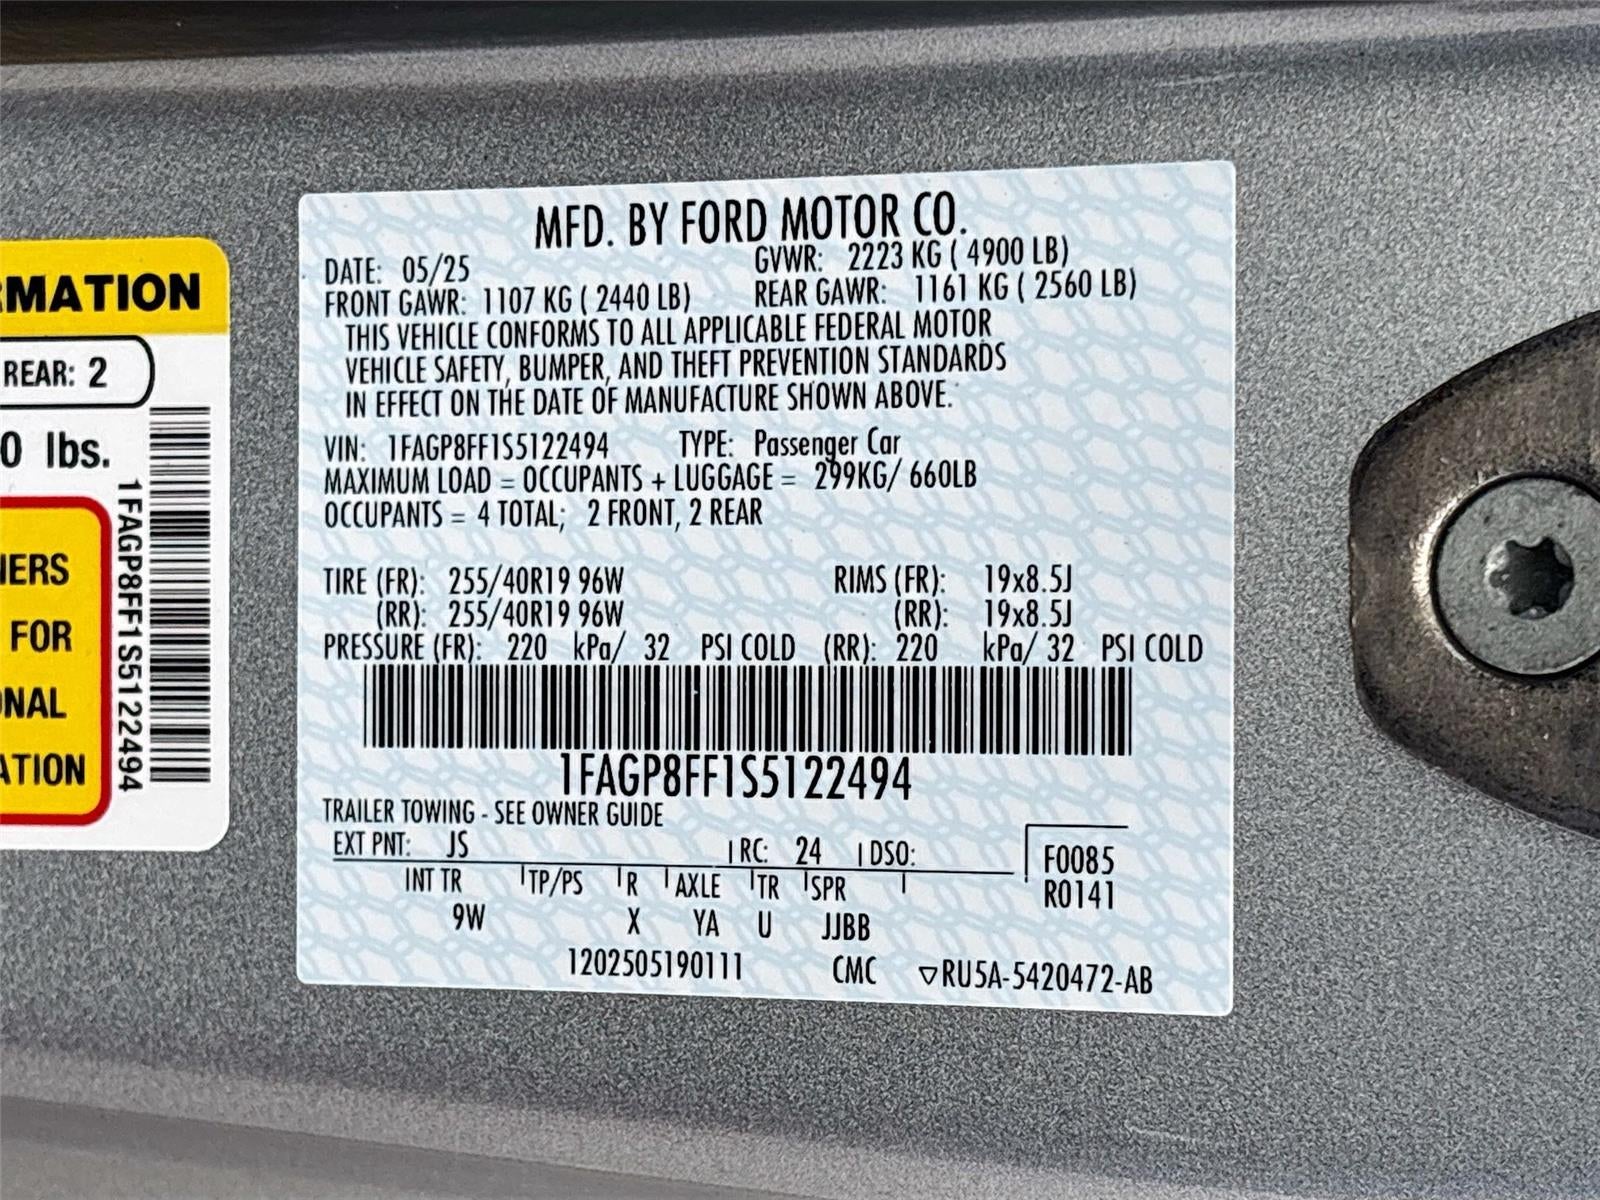 RMATION
REAR: 2
0 lbs.
NERS
FOR
ONAL
ATION
1FAGP8FF1S5122494
MFD. BY FORD MOTOR CO.
DATE: 05/25 GVWR: 2223 KG ( 4900 LB)
FRONT GAWR: 1107 KG ( 2440 LB) REAR GAWR: 1161 KG ( 2560 LB)
THIS VEHICLE CONFORMS TO ALL APPLICABLE FEDERAL MOTOR
VEHICLE SAFETY, BUMPER, AND THEFT PREVENTION STANDARDS
IN EFFECT ON THE DATE OF MANUFACTURE SHOWN ABOVE.
VIN: 1FAGP8FF1S5122494 TYPE: Passenger Car
MAXIMUM LOAD = OCCUPANTS + LUGGAGE = 299KG/ 660LB
OCCUPANTS = 4 TOTAL; 2 FRONT, 2 REAR
TIRE (FR): 255/40R19 96W RIMS (FR): 19x8.5J
(RR): 255/40R19 96W (RR): 19x8.5J
PRESSURE (FR): 220 kPa/ 32 PSI COLD (RR): 220 kPa/ 32 PSI COLD
1FAGP8FF1S5122494
TRAILER TOWING - SEE OWNER GUIDE
EXT PNT: JS RC: 24 DSO: F0085
R0141
INT TR TP/PS R AXLE TR SPR
9W X YA U JJBB
1202505190111 CMC ▽RU5A-5420472-AB